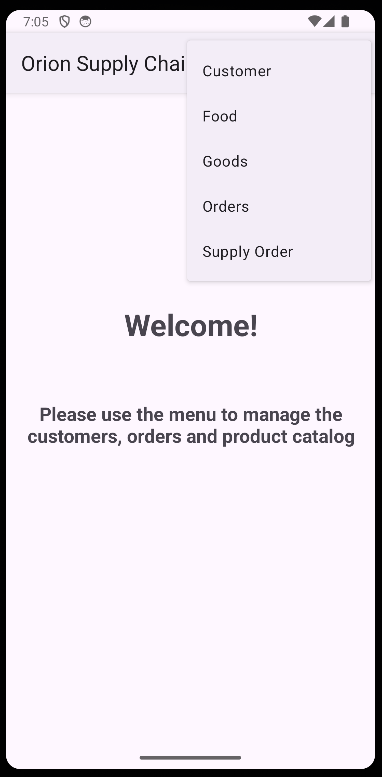 7:05
Orion Supply Chai
Customer
Food
Goods
Orders
Supply Order
Welcome!
Please use the menu to manage the
customers, orders and product catalog